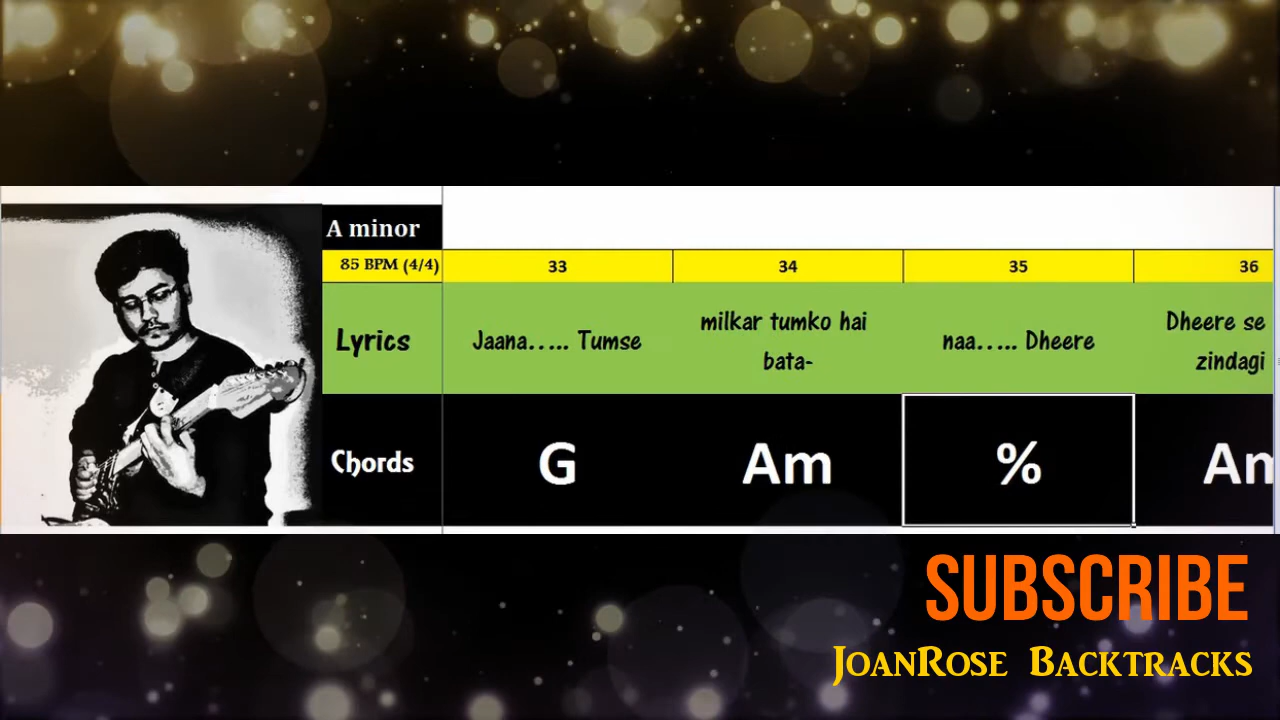 A minor
85 BPM (4/4) 33 34 35 36
Lyrics Jaana..... Tumse milkar tumko hai bata- naa..... Dheere Dheere se zindagi
Chords G Am % Am
SUBSCRIBE
JoanRose Backtracks